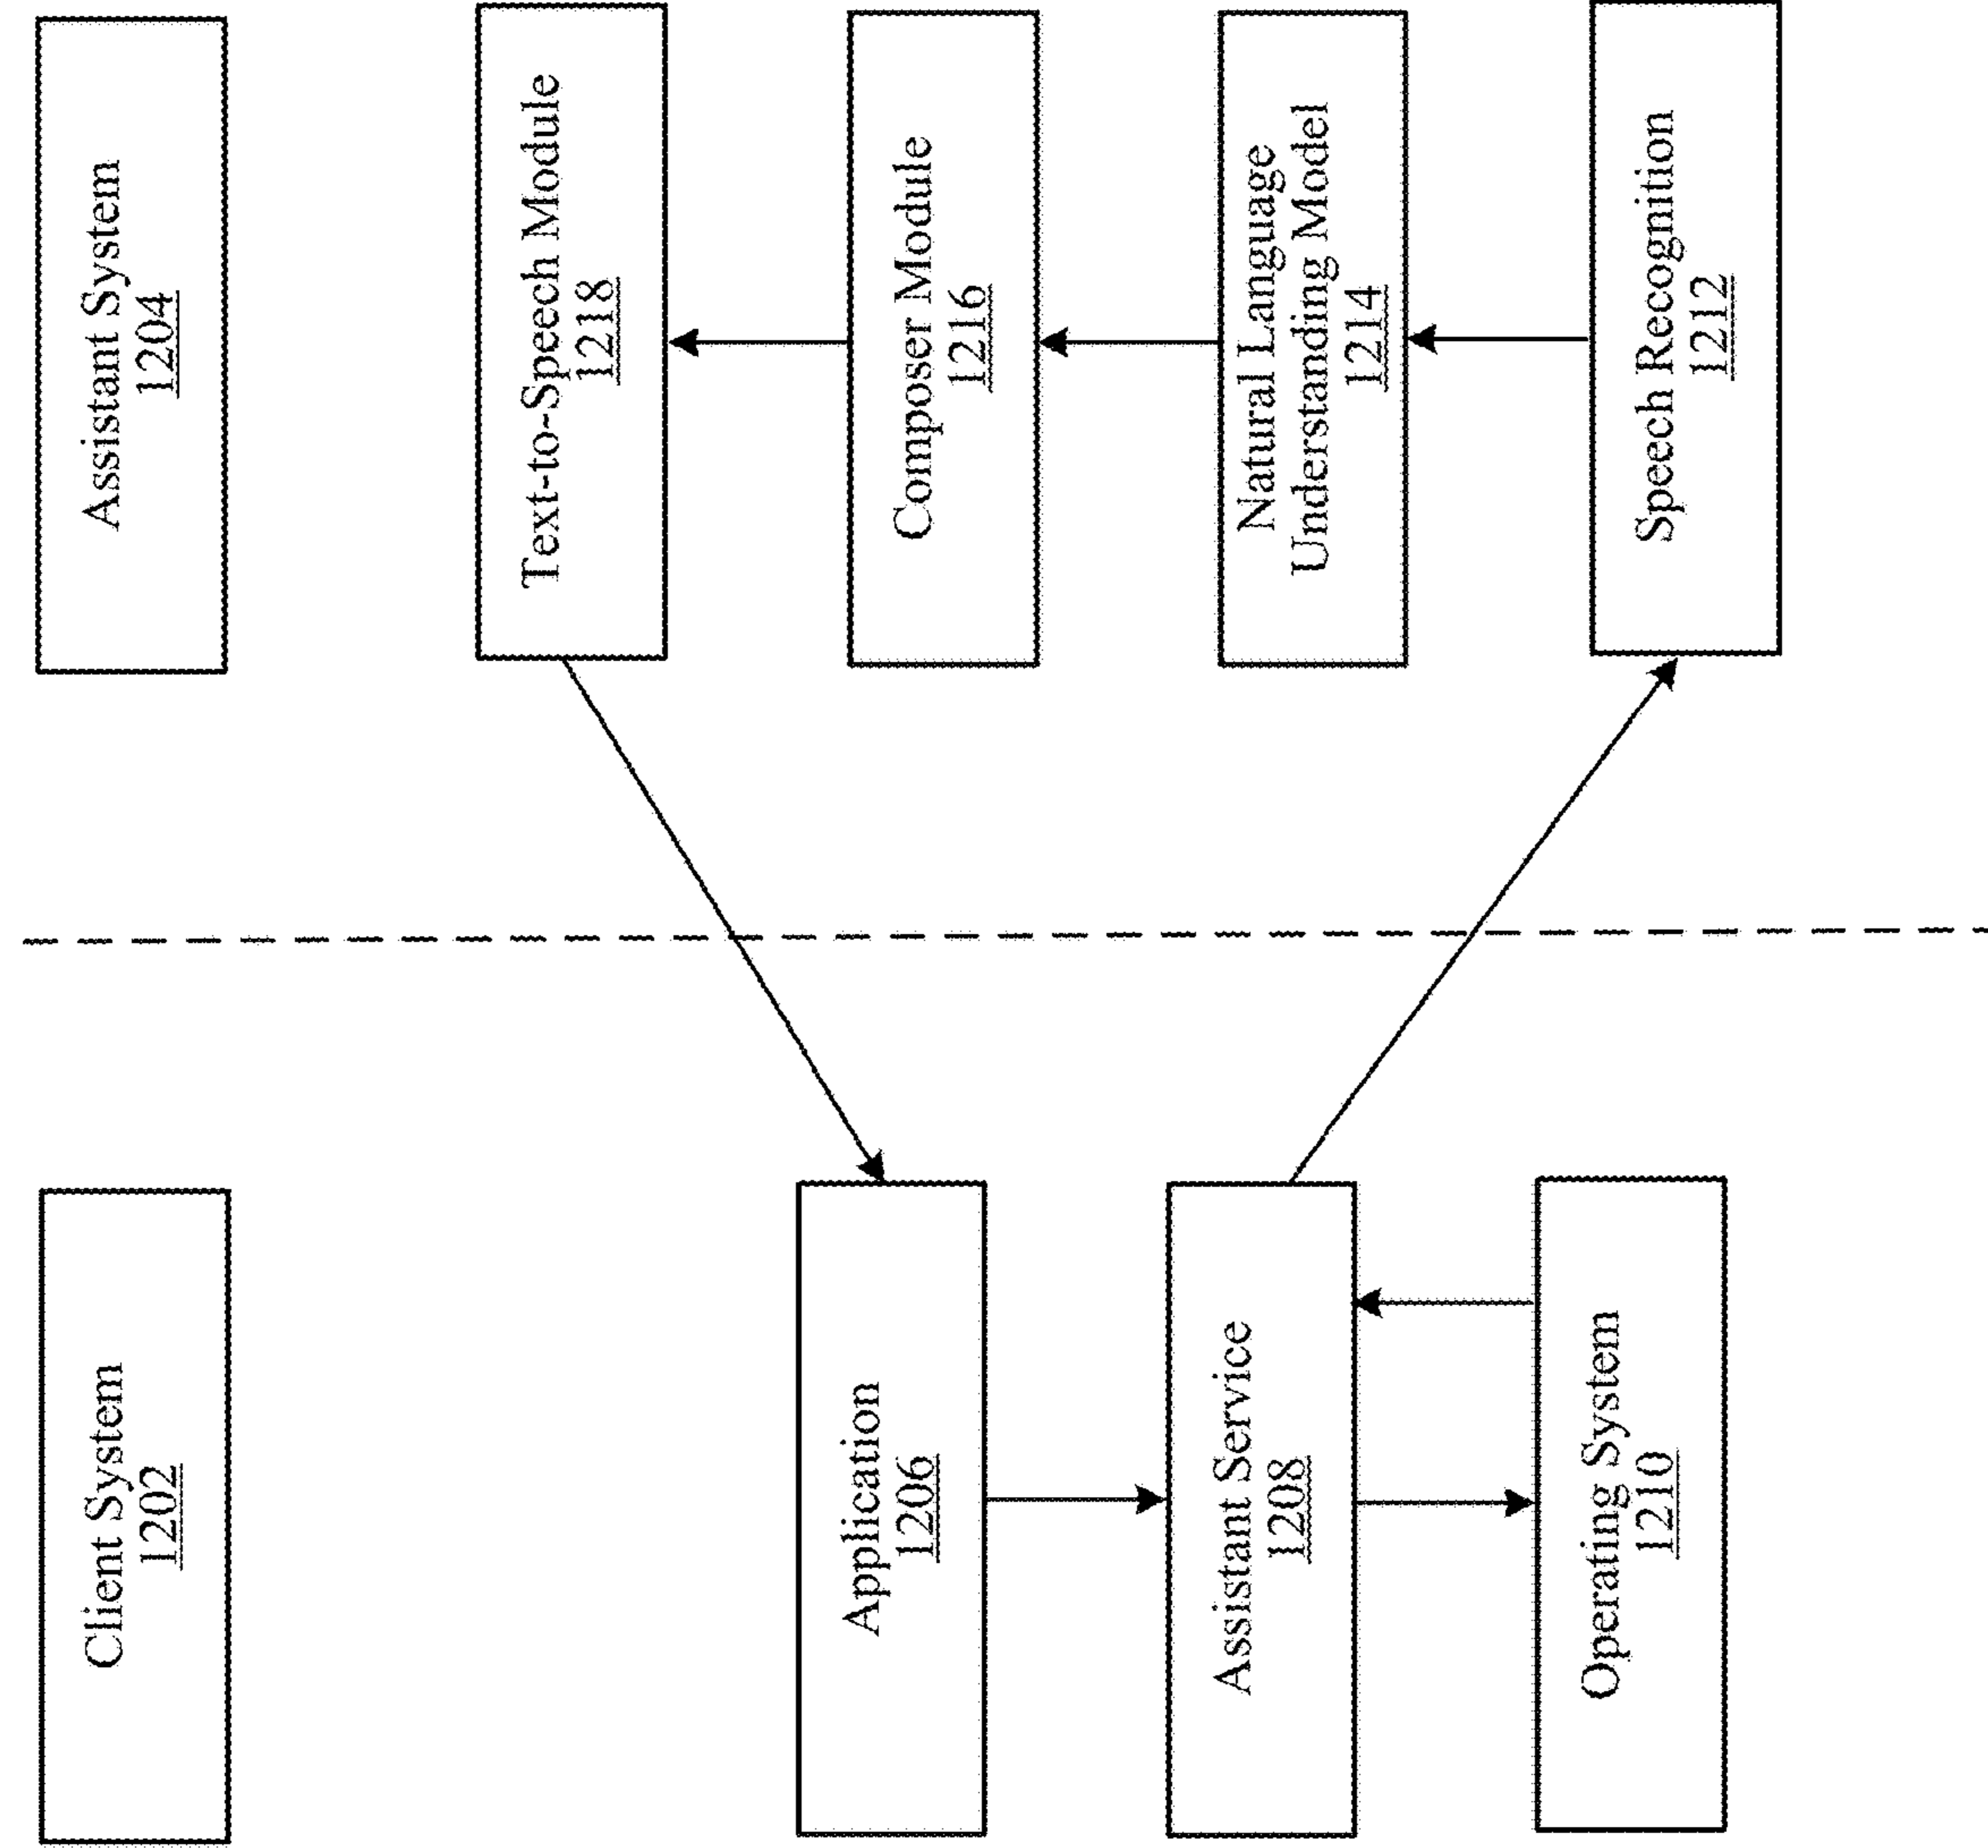 Client System
1202
Assistant System
1204
Application
1206
Assistant Service
1208
Operating System
1210
Text-to-Speech Module
1218
Composer Module
1216
Natural Language
Understanding Model
1214
Speech Recognition
1212